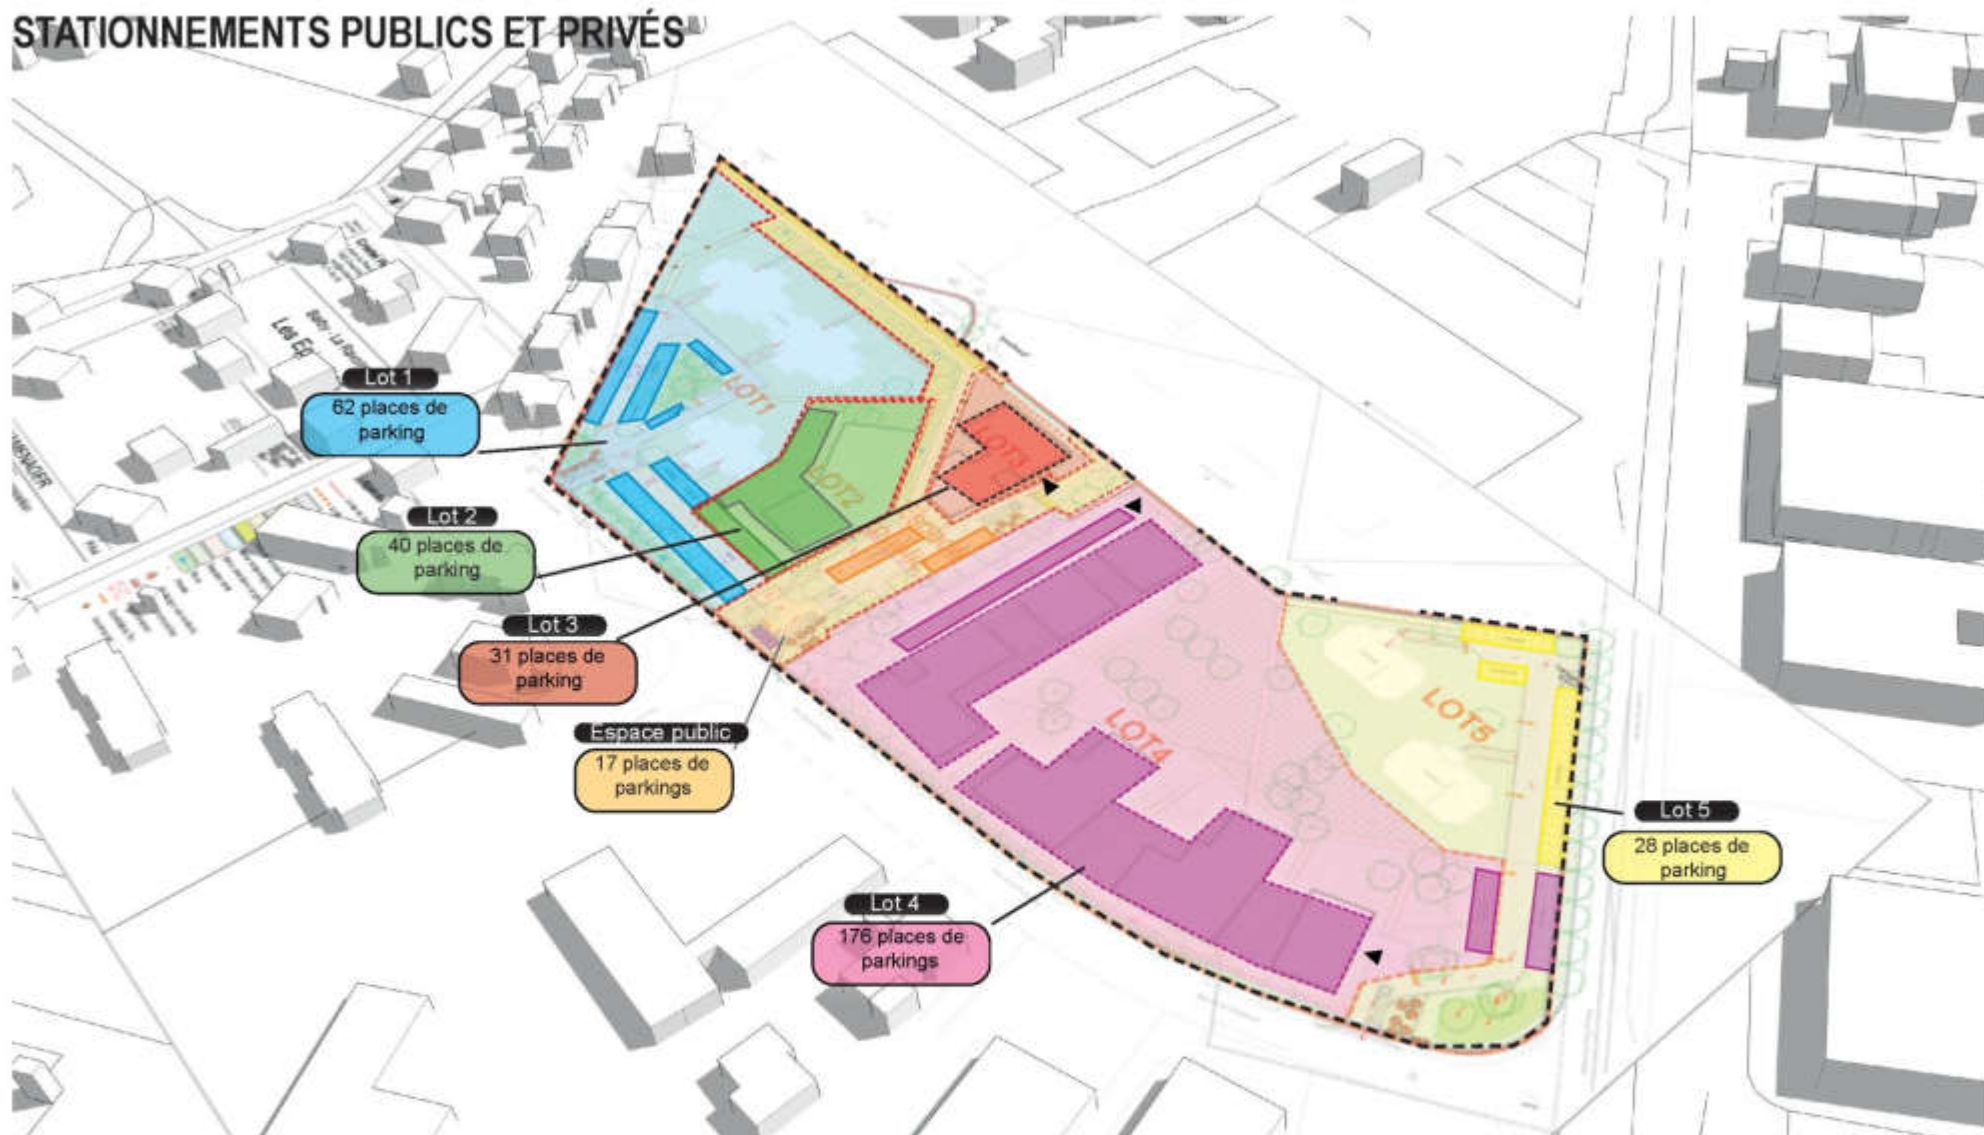 STATIONNEMENTS PUBLICS ET PRIVÉS
Lot 1
62 places de
parking
LOT1
Lot 2
40 places de
parking
LOT2
LOT3
Lot 3
31 places de
parking
Espace public
17 places de
parkings
LOT4
LOT5
Lot 4
176 places de
parkings
Lot 5
28 places de
parking